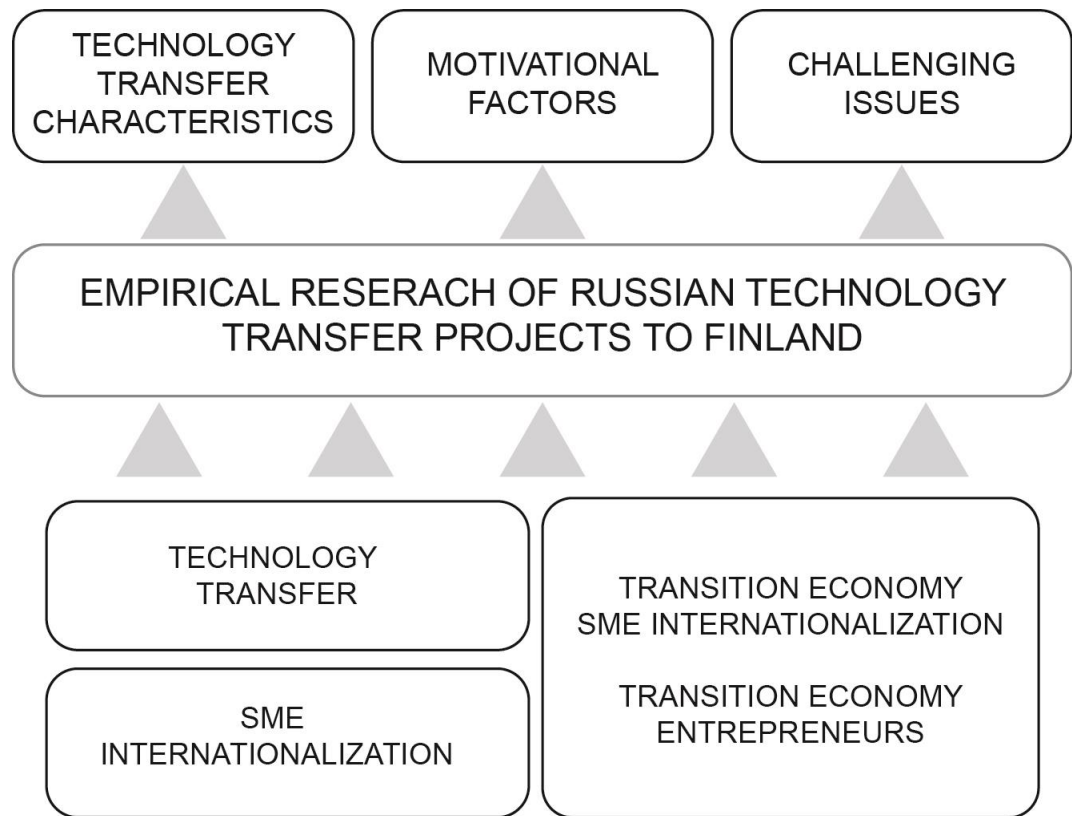 TECHNOLOGY
TRANSFER
CHARACTERISTICS
MOTIVATIONAL
FACTORS
CHALLENGING
ISSUES
EMPIRICAL RESERACH OF RUSSIAN TECHNOLOGY
TRANSFER PROJECTS TO FINLAND
TECHNOLOGY
TRANSFER
SME
INTERNATIONALIZATION
TRANSITION ECONOMY
SME INTERNATIONALIZATION
TRANSITION ECONOMY
ENTREPRENEURS